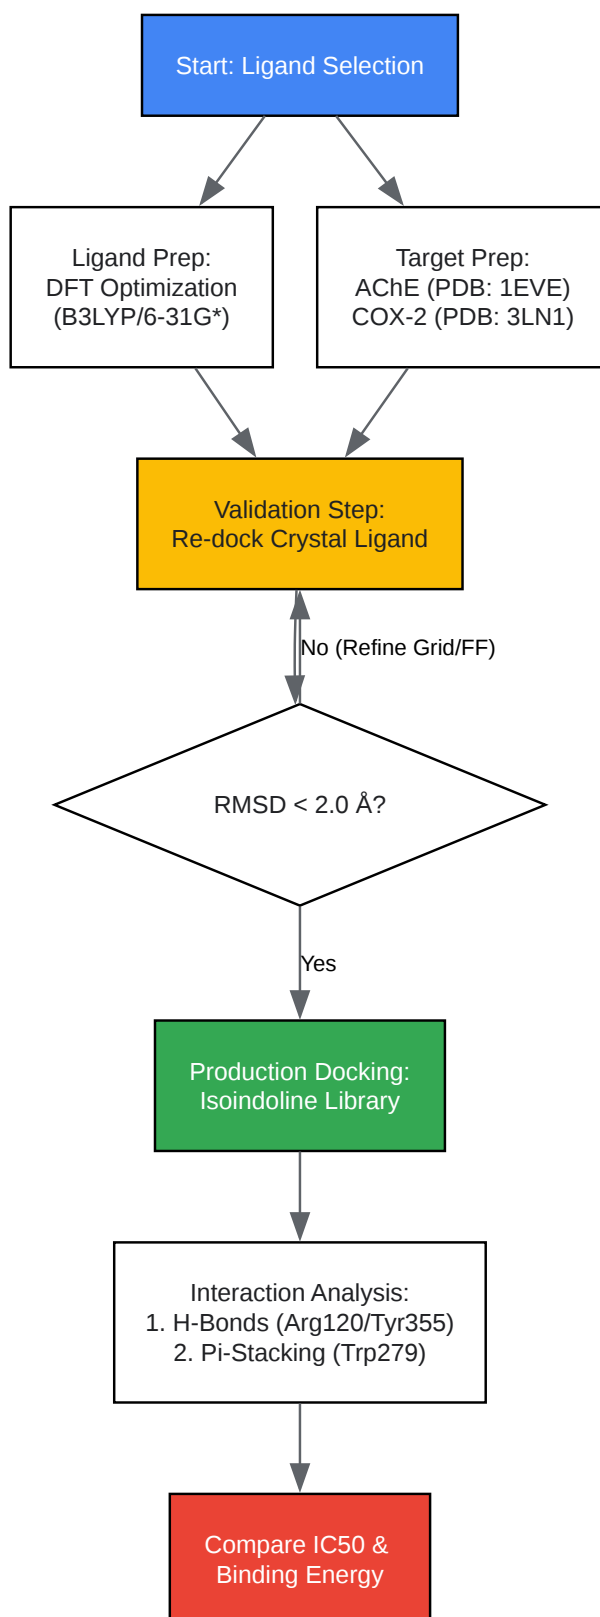 Start: Ligand Selection
Ligand Prep:
DFT Optimization
(B3LYP/6-31G*)
Target Prep:
AChE (PDB: 1EVE)
COX-2 (PDB: 3LN1)
Validation Step:
Re-dock Crystal Ligand
No (Refine Grid/FF)
RMSD < 2.0 Å?
Yes
Production Docking:
Isoindoline Library
Interaction Analysis:
1. H-Bonds (Arg120/Tyr355)
2. Pi-Stacking (Trp279)
Compare IC50 &
Binding Energy